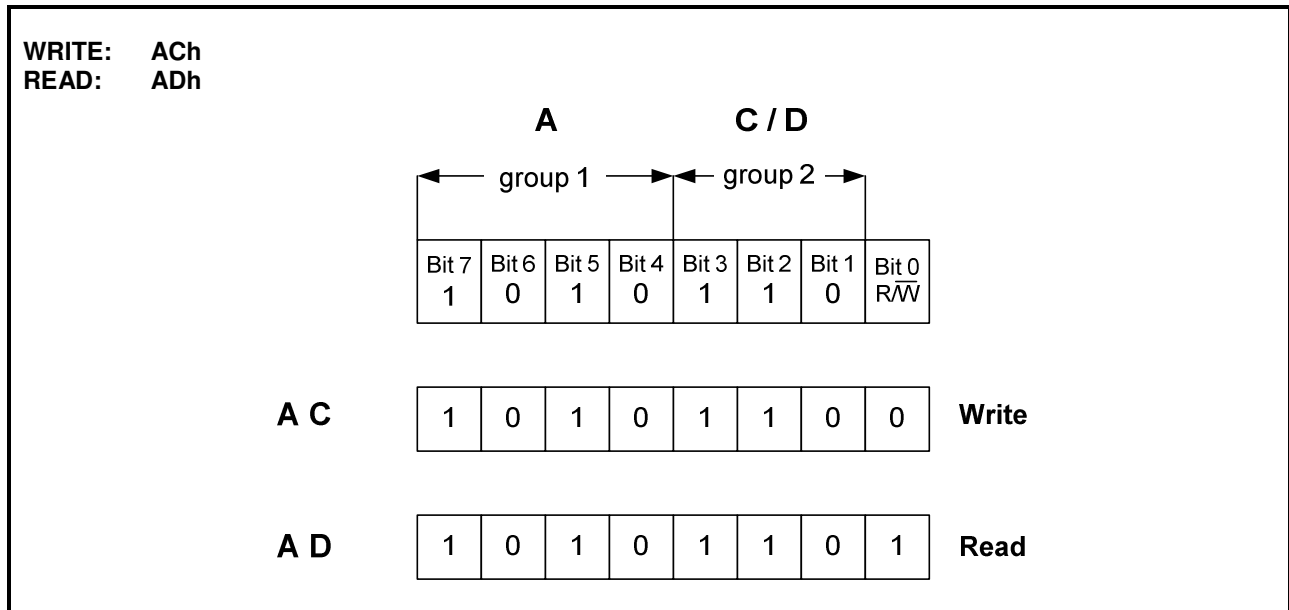 WRITE: ACh
READ: ADh
A C / D
group 1 group 2
Bit 7 Bit 6 Bit 5 Bit 4 Bit 3 Bit 2 Bit 1 Bit 0
1 0 1 0 1 1 0 R/W̅
A C 1 0 1 0 1 1 0 0 Write
A D 1 0 1 0 1 1 0 1 Read